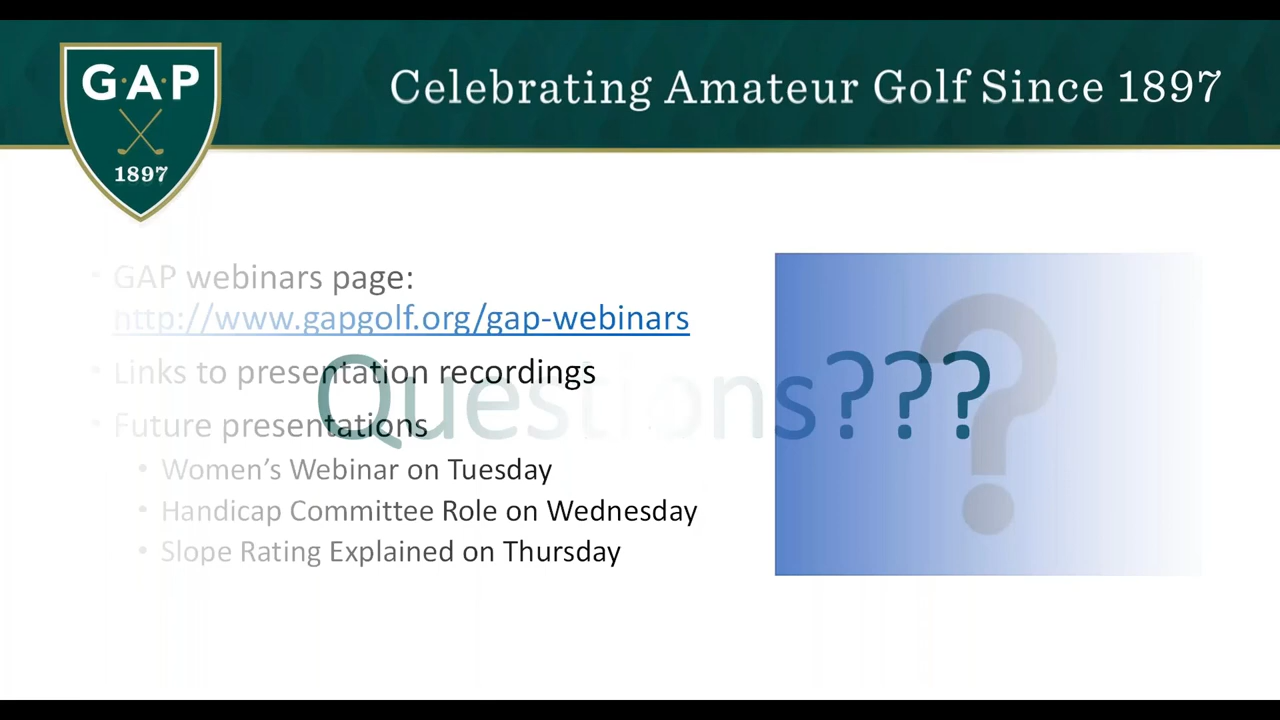 G·A·P
1897
Celebrating Amateur Golf Since 1897
• GAP webinars page:
http://www.gapgolf.org/gap-webinars
• Links to presentation recordings
• Future presentations
• Women's Webinar on Tuesday
• Handicap Committee Role on Wednesday
• Slope Rating Explained on Thursday
Questions???
?